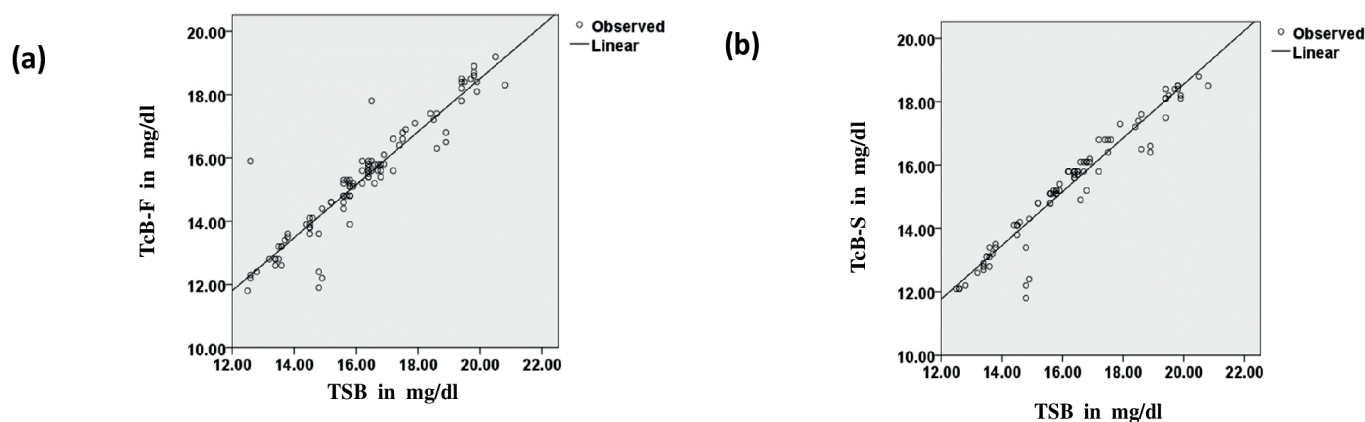 (a)
TcB-F in mg/dl
20.00
18.00
16.00
14.00
12.00
10.00
12.00 14.00 16.00 18.00 20.00 22.00
TSB in mg/dl
Observed
Linear
(b)
TcB-S in mg/dl
20.00
18.00
16.00
14.00
12.00
10.00
12.00 14.00 16.00 18.00 20.00 22.00
TSB in mg/dl
Observed
Linear